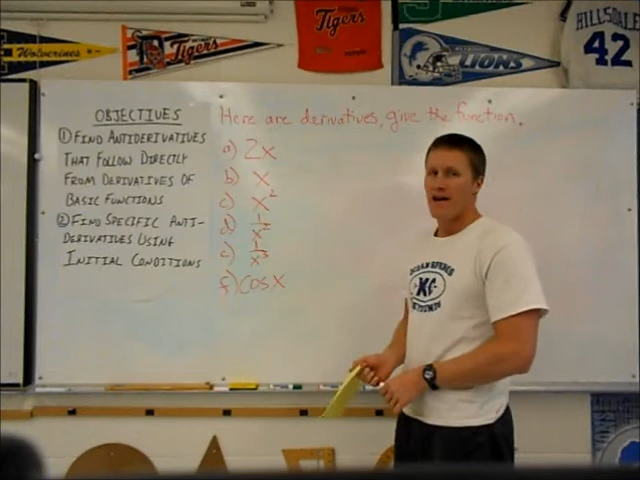 Wolverines
Tigers
Tigers
LIONS
HILLSDALE
42
OBJECTIVES
① FIND ANTIDERIVATIVES
THAT FOLLOW DIRECTLY
FROM DERIVATIVES OF
BASIC FUNCTIONS
② FIND SPECIFIC ANTI-
DERIVATIVES USING
INITIAL CONDITIONS
Here are derivatives, give the function.
a) 2x
b) x
c) x²
d) 1/x²
e) 1/x³
f) cos x
KC